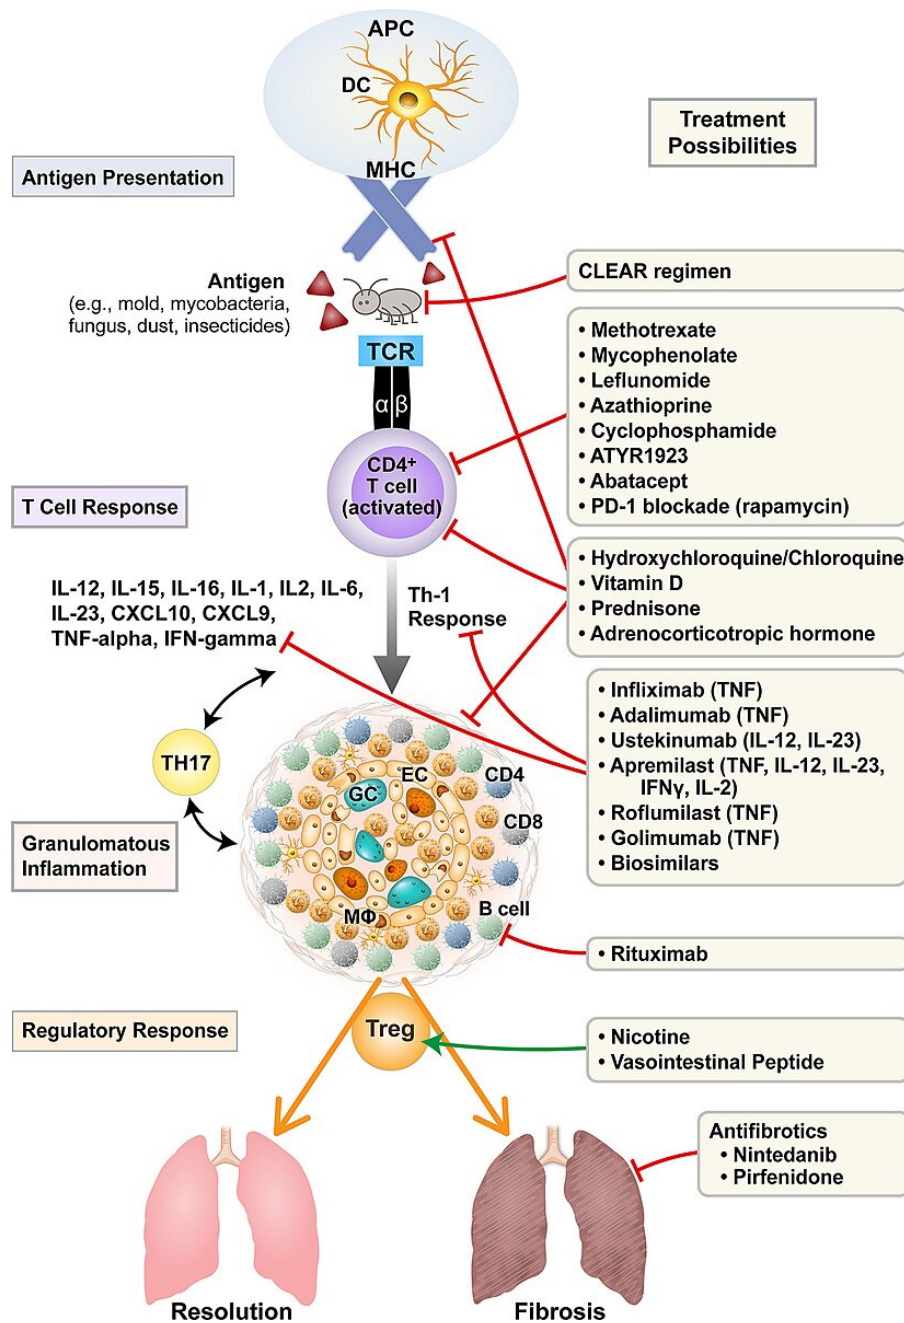 APC
DC
MHC
Treatment
Possibilities
Antigen Presentation
Antigen
(e.g., mold, mycobacteria,
fungus, dust, insecticides)
CLEAR regimen
TCR
α β
CD4+
T cell
(activated)
• Methotrexate
• Mycophenolate
• Leflunomide
• Azathioprine
• Cyclophosphamide
• ATYR1923
• Abatacept
• PD-1 blockade (rapamycin)
T Cell Response
• Hydroxychloroquine/Chloroquine
• Vitamin D
• Prednisone
• Adrenocorticotropic hormone
IL-12, IL-15, IL-16, IL-1, IL2, IL-6,
IL-23, CXCL10, CXCL9,
TNF-alpha, IFN-gamma
Th-1
Response
• Infliximab (TNF)
• Adalimumab (TNF)
• Ustekinumab (IL-12, IL-23)
• Apremilast (TNF, IL-12, IL-23,
IFNγ, IL-2)
• Roflumilast (TNF)
• Golimumab (TNF)
• Biosimilars
TH17
EC
GC
CD4
CD8
MΦ
B cell
Granulomatous
Inflammation
• Rituximab
Regulatory Response
Treg
• Nicotine
• Vasointestinal Peptide
Antifibrotics
• Nintedanib
• Pirfenidone
Resolution
Fibrosis